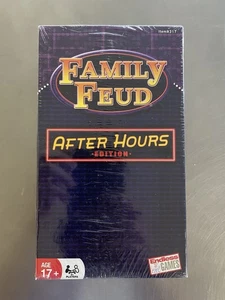 FAMILY
FEUD
AFTER HOURS
EDITION
AGE
17+
Endless
GAMES